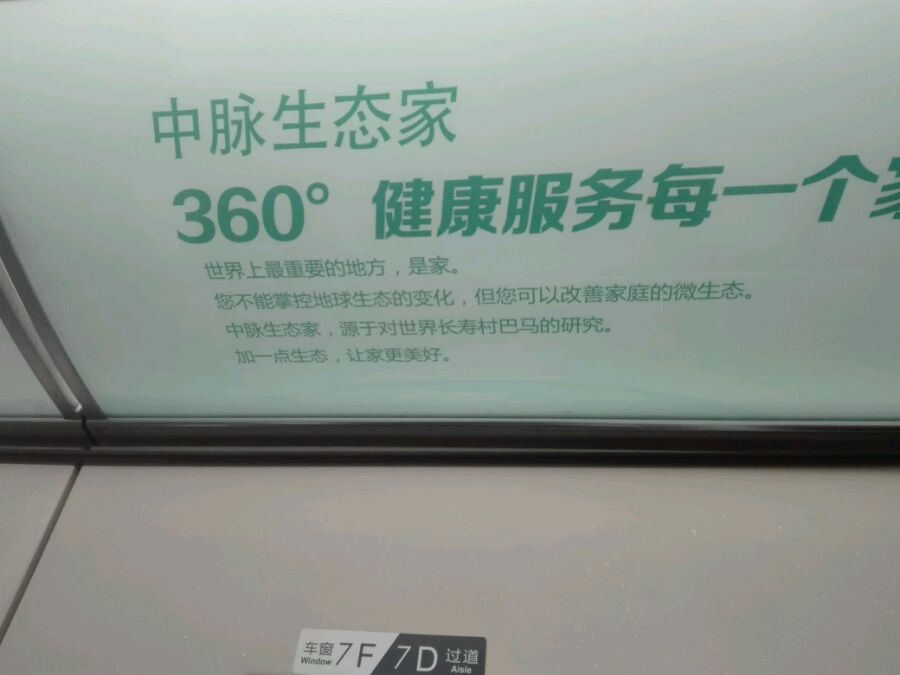 中脉生态家
360° 健康服务每一个家
世界上最重要的地方，是家。
您不能掌控地球生态的变化，但您可以改善家庭的微生态。
中脉生态家，源于对世界长寿村巴马的研究。
加一点生态，让家更美好。
车窗 7F 7D 过道
Window Aisle